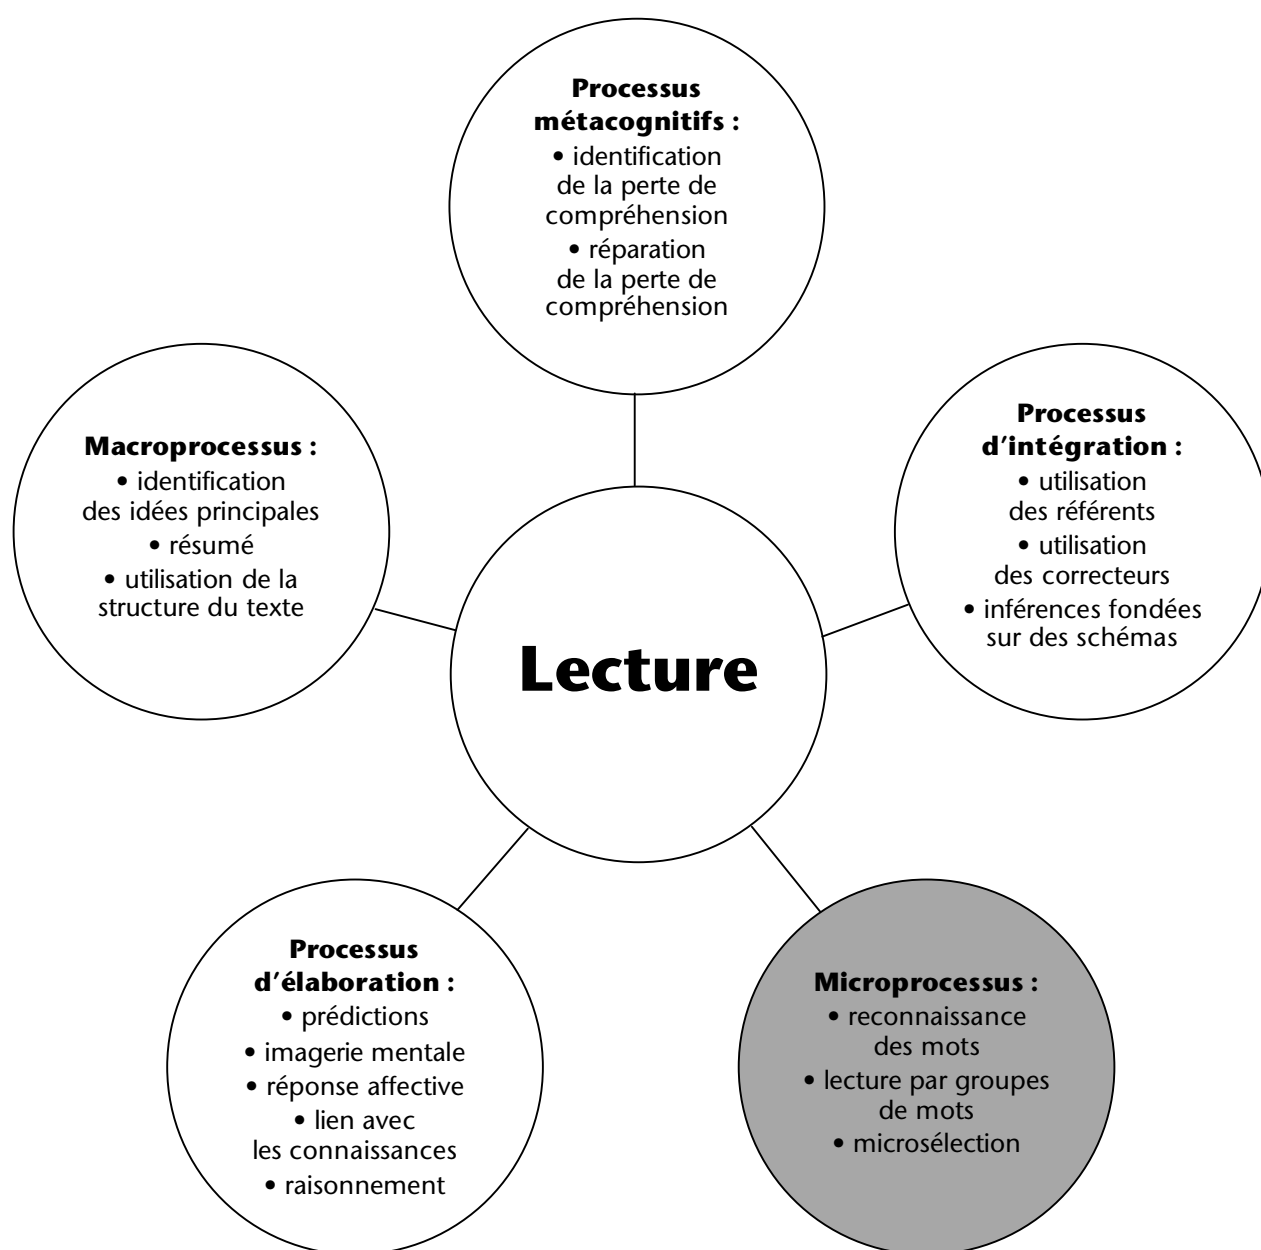 Processus
métacognitifs :
• identification
de la perte de
compréhension
• réparation
de la perte de
compréhension
Macroprocessus :
• identification
des idées principales
• résumé
• utilisation de la
structure du texte
Processus
d’intégration :
• utilisation
des référents
• utilisation
des correcteurs
• inférences fondées
sur des schémas
Lecture
Processus
d’élaboration :
• prédictions
• imagerie mentale
• réponse affective
• lien avec
les connaissances
• raisonnement
Microprocessus :
• reconnaissance
des mots
• lecture par groupes
de mots
• microsélection